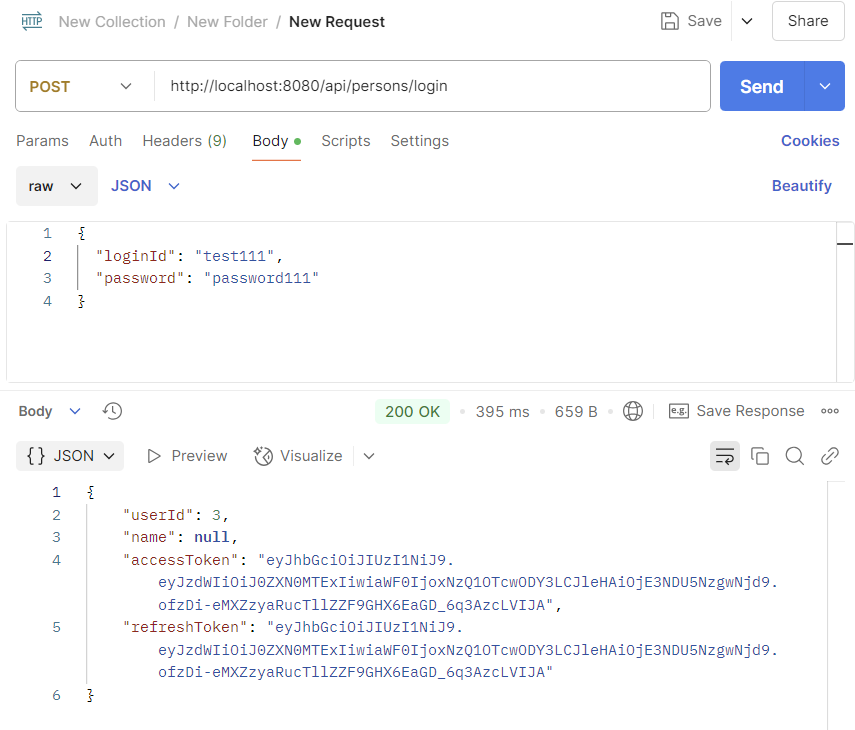 HTTP New Collection / New Folder / New Request Save Share
POST http://localhost:8080/api/persons/login Send
Params Auth Headers (9) Body Scripts Settings Cookies
raw JSON Beautify
1 {
2 "loginId": "test111",
3 "password": "password111"
4 }
Body 200 OK 395 ms 659 B e.g. Save Response
{} JSON Preview Visualize
1 {
2 "userId": 3,
3 "name": null,
4 "accessToken": "eyJhbGciOiJIUzI1NiJ9.
eyJzdWIiOiJ0ZXN0MTExIiwiaWF0IjoxNzQ1OTcwODY3LCJleHAiOjE3NDU5NzgwNjd9.
ofzDi-eMXZzyaRucTllZZF9GHX6EaGD_6q3AzcLVIJA",
5 "refreshToken": "eyJhbGciOiJIUzI1NiJ9.
eyJzdWIiOiJ0ZXN0MTExIiwiaWF0IjoxNzQ1OTcwODY3LCJleHAiOjE3NDU5NzgwNjd9.
ofzDi-eMXZzyaRucTllZZF9GHX6EaGD_6q3AzcLVIJA"
6 }